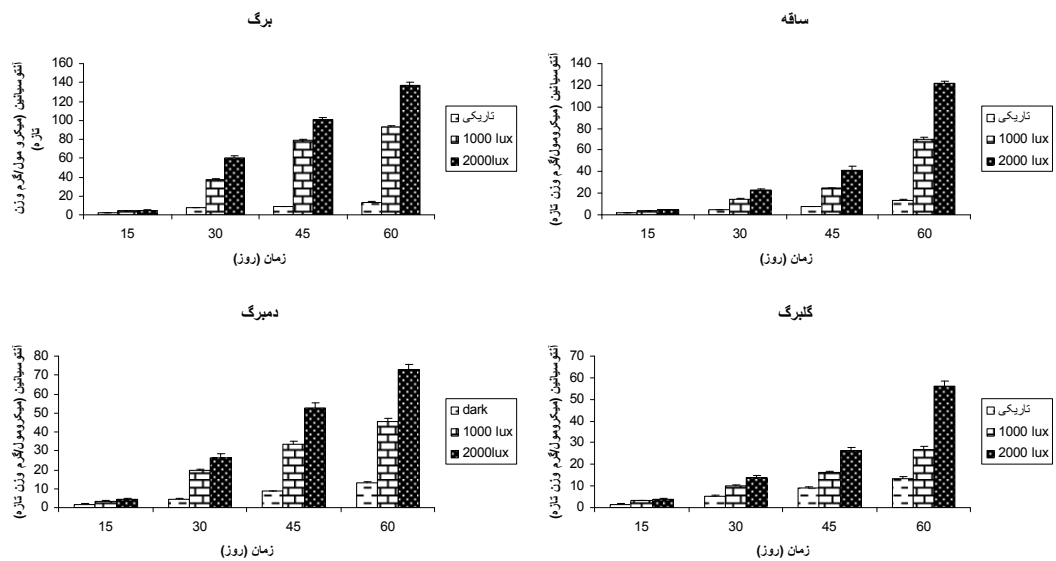 برگ
آنتوسیانین (میکرو مول/گرم وزن
تازه)
160
140
120
100
80
60
40
20
0
15 30 45 60
زمان (روز)
تاریکی
1000 lux
2000lux
ساقه
آنتوسیانین (میکرومول/گرم وزن تازه)
140
120
100
80
60
40
20
0
15 30 45 60
زمان (روز)
تاریکی
1000 lux
2000 lux
دمبرگ
آنتوسیانین (میکرومول/گرم وزن تازه)
80
70
60
50
40
30
20
10
0
15 30 45 60
زمان (روز)
dark
1000 lux
2000lux
گلبرگ
آنتوسیانین (میکرومول/گرم وزن تازه)
70
60
50
40
30
20
10
0
15 30 45 60
زمان (روز)
تاریکی
1000 lux
2000 lux